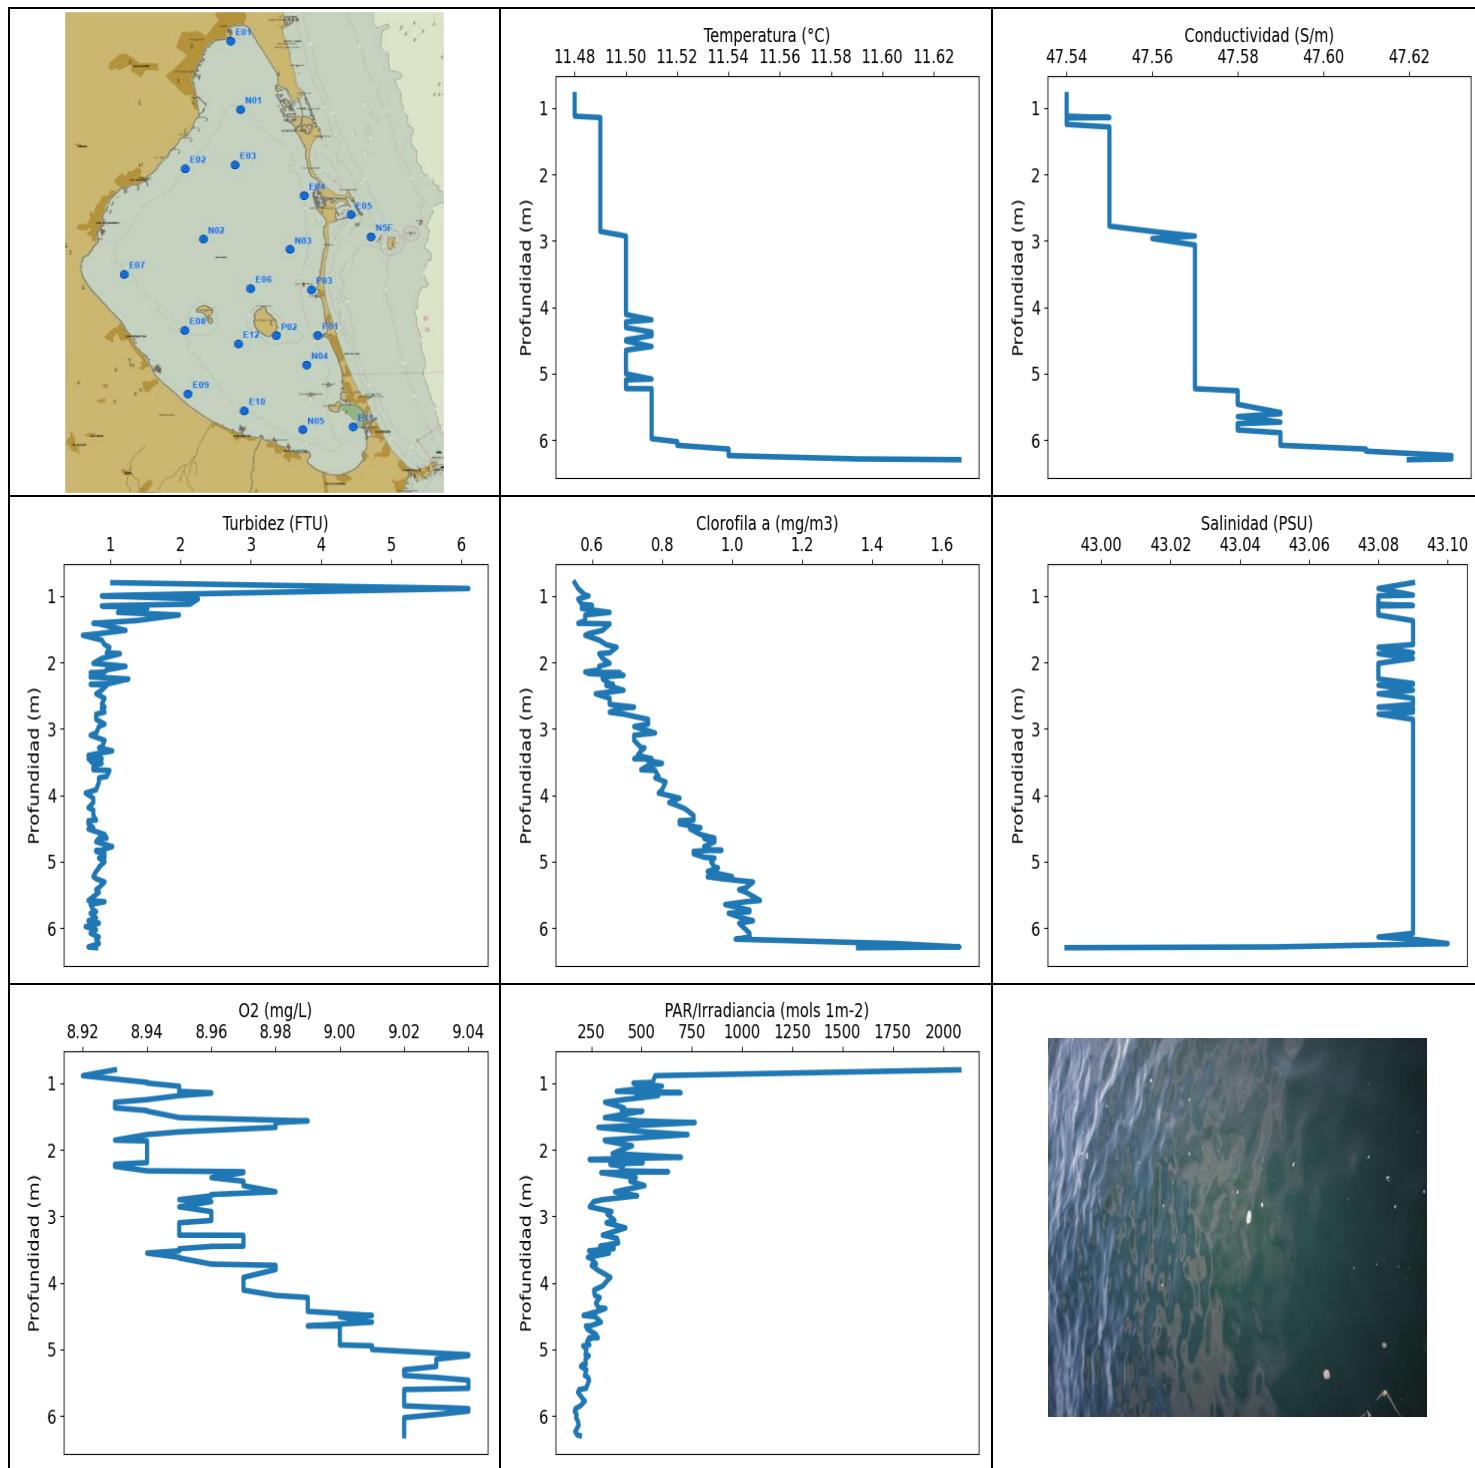 E01
N01
E02
E03
E04
E05
N5F
N02
N03
E07
E06
P03
E08
P02
P01
E12
N04
E09
E10
N05
E11
Temperatura (°C)
11.48 11.50 11.52 11.54 11.56 11.58 11.60 11.62
Profundidad (m)
1
2
3
4
5
6
Conductividad (S/m)
47.54 47.56 47.58 47.60 47.62
Profundidad (m)
1
2
3
4
5
6
Turbidez (FTU)
1 2 3 4 5 6
Profundidad (m)
1
2
3
4
5
6
Clorofila a (mg/m3)
0.6 0.8 1.0 1.2 1.4 1.6
Profundidad (m)
1
2
3
4
5
6
Salinidad (PSU)
43.00 43.02 43.04 43.06 43.08 43.10
Profundidad (m)
1
2
3
4
5
6
O2 (mg/L)
8.92 8.94 8.96 8.98 9.00 9.02 9.04
Profundidad (m)
1
2
3
4
5
6
PAR/Irradiancia (mols 1m-2)
250 500 750 1000 1250 1500 1750 2000
Profundidad (m)
1
2
3
4
5
6